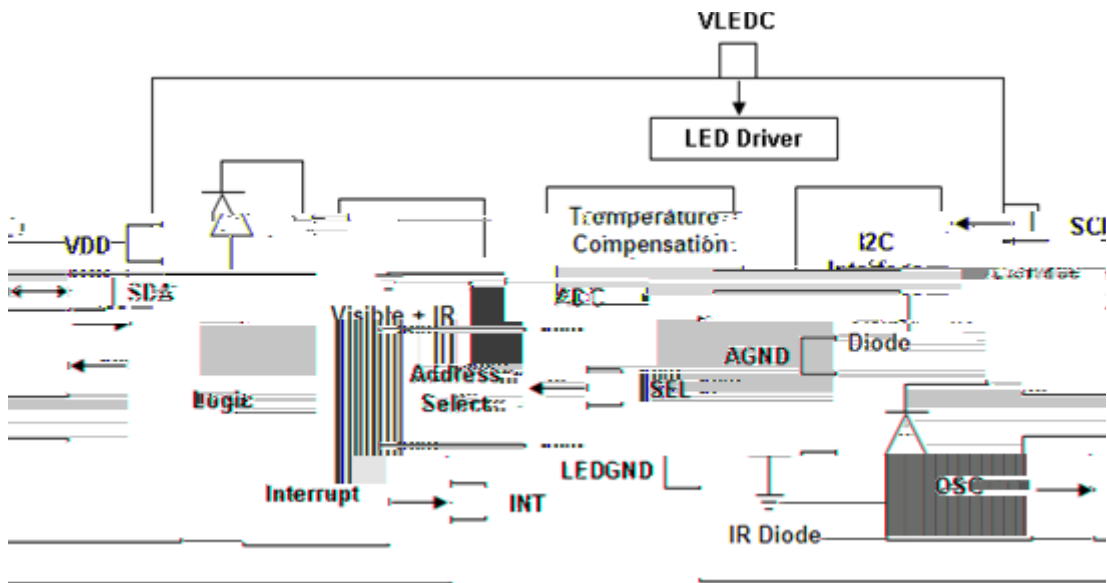 VLEDC
LED Driver
Temperature
Compensation
VDD
I2C
SDA
ADC
Visible + IR
Diode
AGND
Address
Select
SEL
Logic
LEDGND
OSC
Interrupt
INT
IR Diode